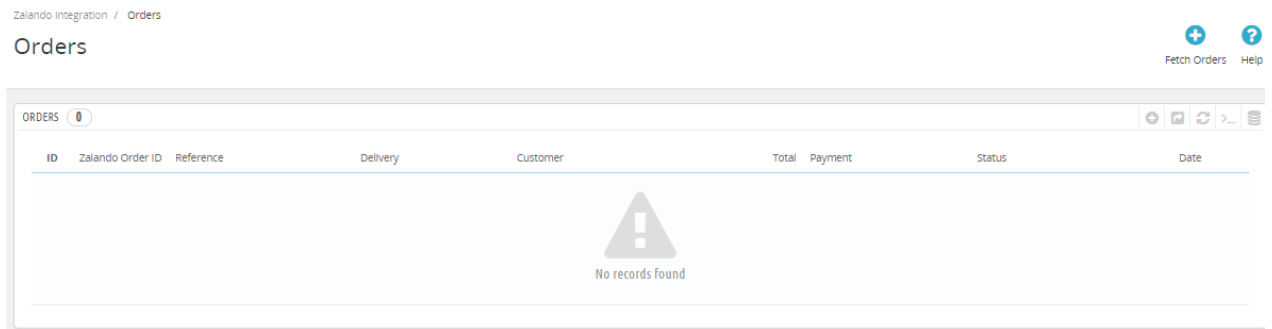 Zalando Integration / Orders
Orders
Fetch Orders Help
ORDERS 0
ID Zalando Order ID Reference Delivery Customer Total Payment Status Date
No records found